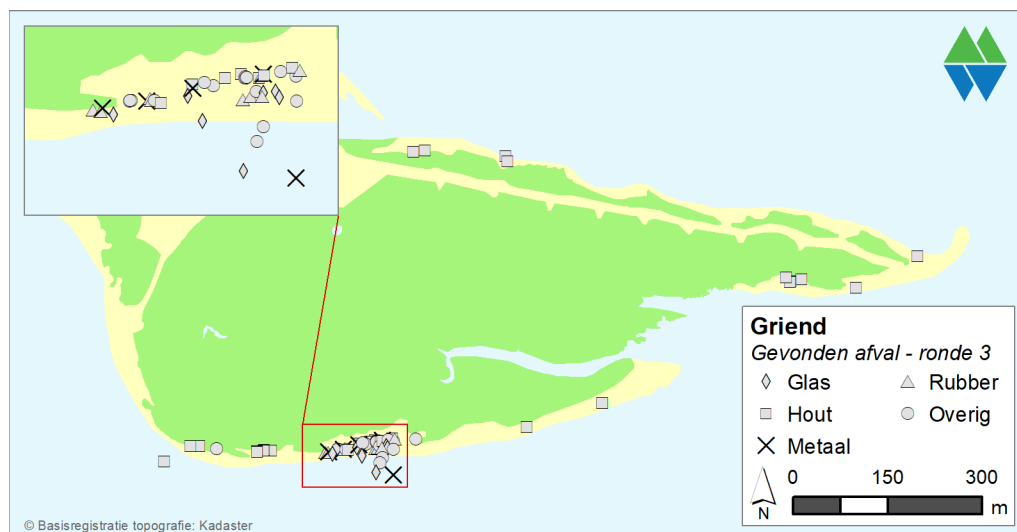 Griend
Gevonden afval - ronde 3
Glas Rubber
Hout Overig
Metaal
0 150 300
m
N
© Basisregistratie topografie: Kadaster